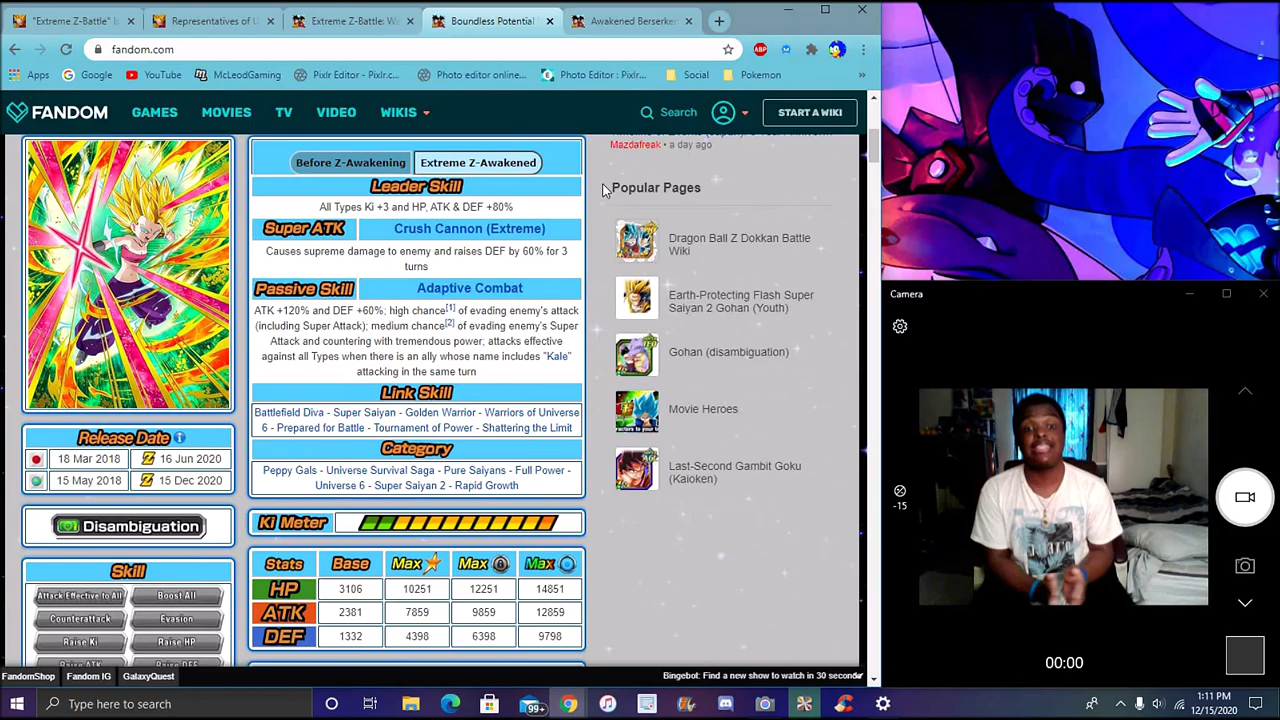 "Extreme Z-Battle" Is
Representatives of U
Extreme Z-Battle: Wa
Boundless Potential
Awakened Berserker
fandom.com
ABP
Apps
Google
YouTube
McLeodGaming
Pixlr Editor - Pixlr.c...
Photo editor online...
Photo Editor : Pixlr...
Social
Pokemon
FANDOM
GAMES
MOVIES
TV
VIDEO
WIKIS
Search
START A WIKI
Mazdafreak • a day ago
Before Z-Awakening
Extreme Z-Awakened
Leader Skill
All Types Ki +3 and HP, ATK & DEF +80%
Super ATK
Crush Cannon (Extreme)
Causes supreme damage to enemy and raises DEF by 60% for 3
turns
Passive Skill
Adaptive Combat
ATK +120% and DEF +60%; high chance[1] of evading enemy's attack
(including Super Attack); medium chance[2] of evading enemy's Super
Attack and countering with tremendous power; attacks effective
against all Types when there is an ally whose name includes "Kale"
attacking in the same turn
Link Skill
Battlefield Diva - Super Saiyan - Golden Warrior - Warriors of Universe
6 - Prepared for Battle - Tournament of Power - Shattering the Limit
Category
Peppy Gals - Universe Survival Saga - Pure Saiyans - Full Power -
Universe 6 - Super Saiyan 2 - Rapid Growth
Release Date
18 Mar 2018
Z 16 Jun 2020
15 May 2018
Z 15 Dec 2020
Disambiguation
Ki Meter
Skill
Attack Effective to All
Boost All
Counterattack
Evasion
Raise Ki
Raise HP
Raise ATK
Raise DEF
Stats
Base
Max
Max
Max
HP
3106
10251
12251
14851
ATK
2381
7859
9859
12859
DEF
1332
4398
6398
9798
Popular Pages
Dragon Ball Z Dokkan Battle
Wiki
Earth-Protecting Flash Super
Saiyan 2 Gohan (Youth)
Gohan (disambiguation)
Movie Heroes
Last-Second Gambit Goku
(Kaioken)
FandomShop
Fandom IG
GalaxyQuest
Bingebot: Find a new show to watch in 30 seconds
Camera
-15
00:00
Type here to search
99+
1:11 PM
12/15/2020